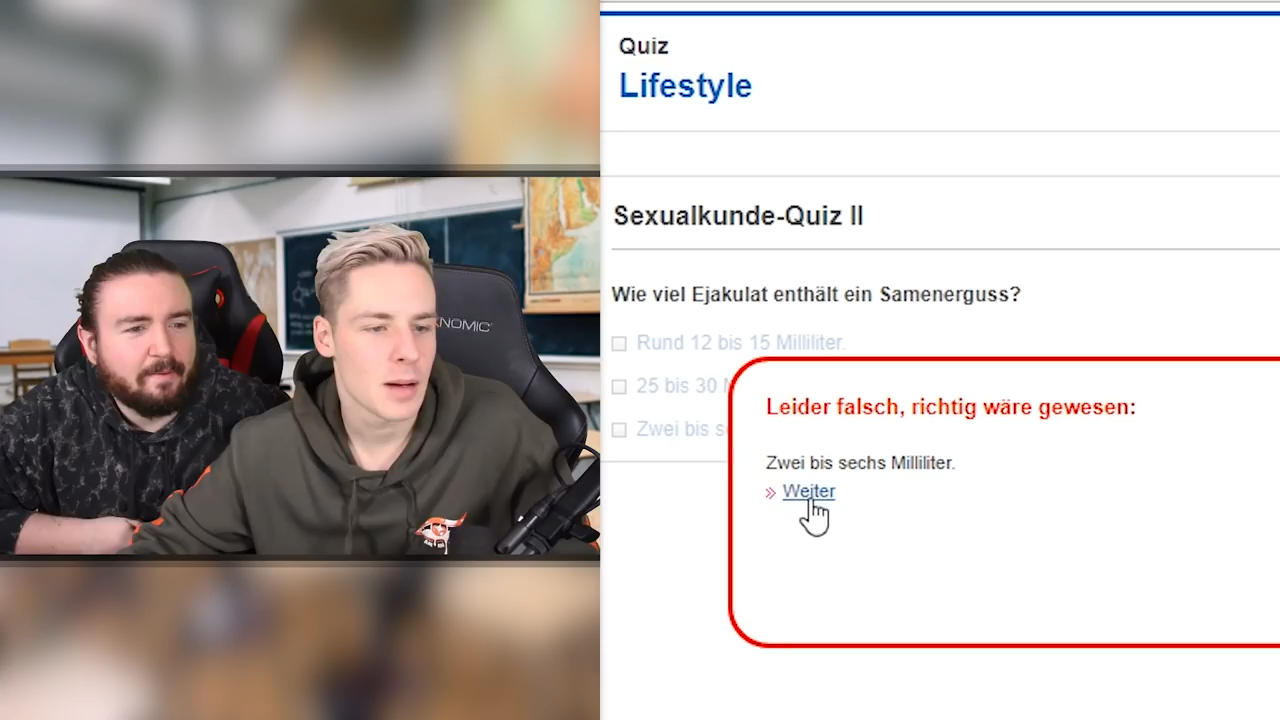 Quiz
Lifestyle
Sexualkunde-Quiz II
Wie viel Ejakulat enthält ein Samenerguss?
Rund 12 bis 15 Milliliter.
25 bis 30
Zwei bis
Leider falsch, richtig wäre gewesen:
Zwei bis sechs Milliliter.
» Weiter
NOMIC